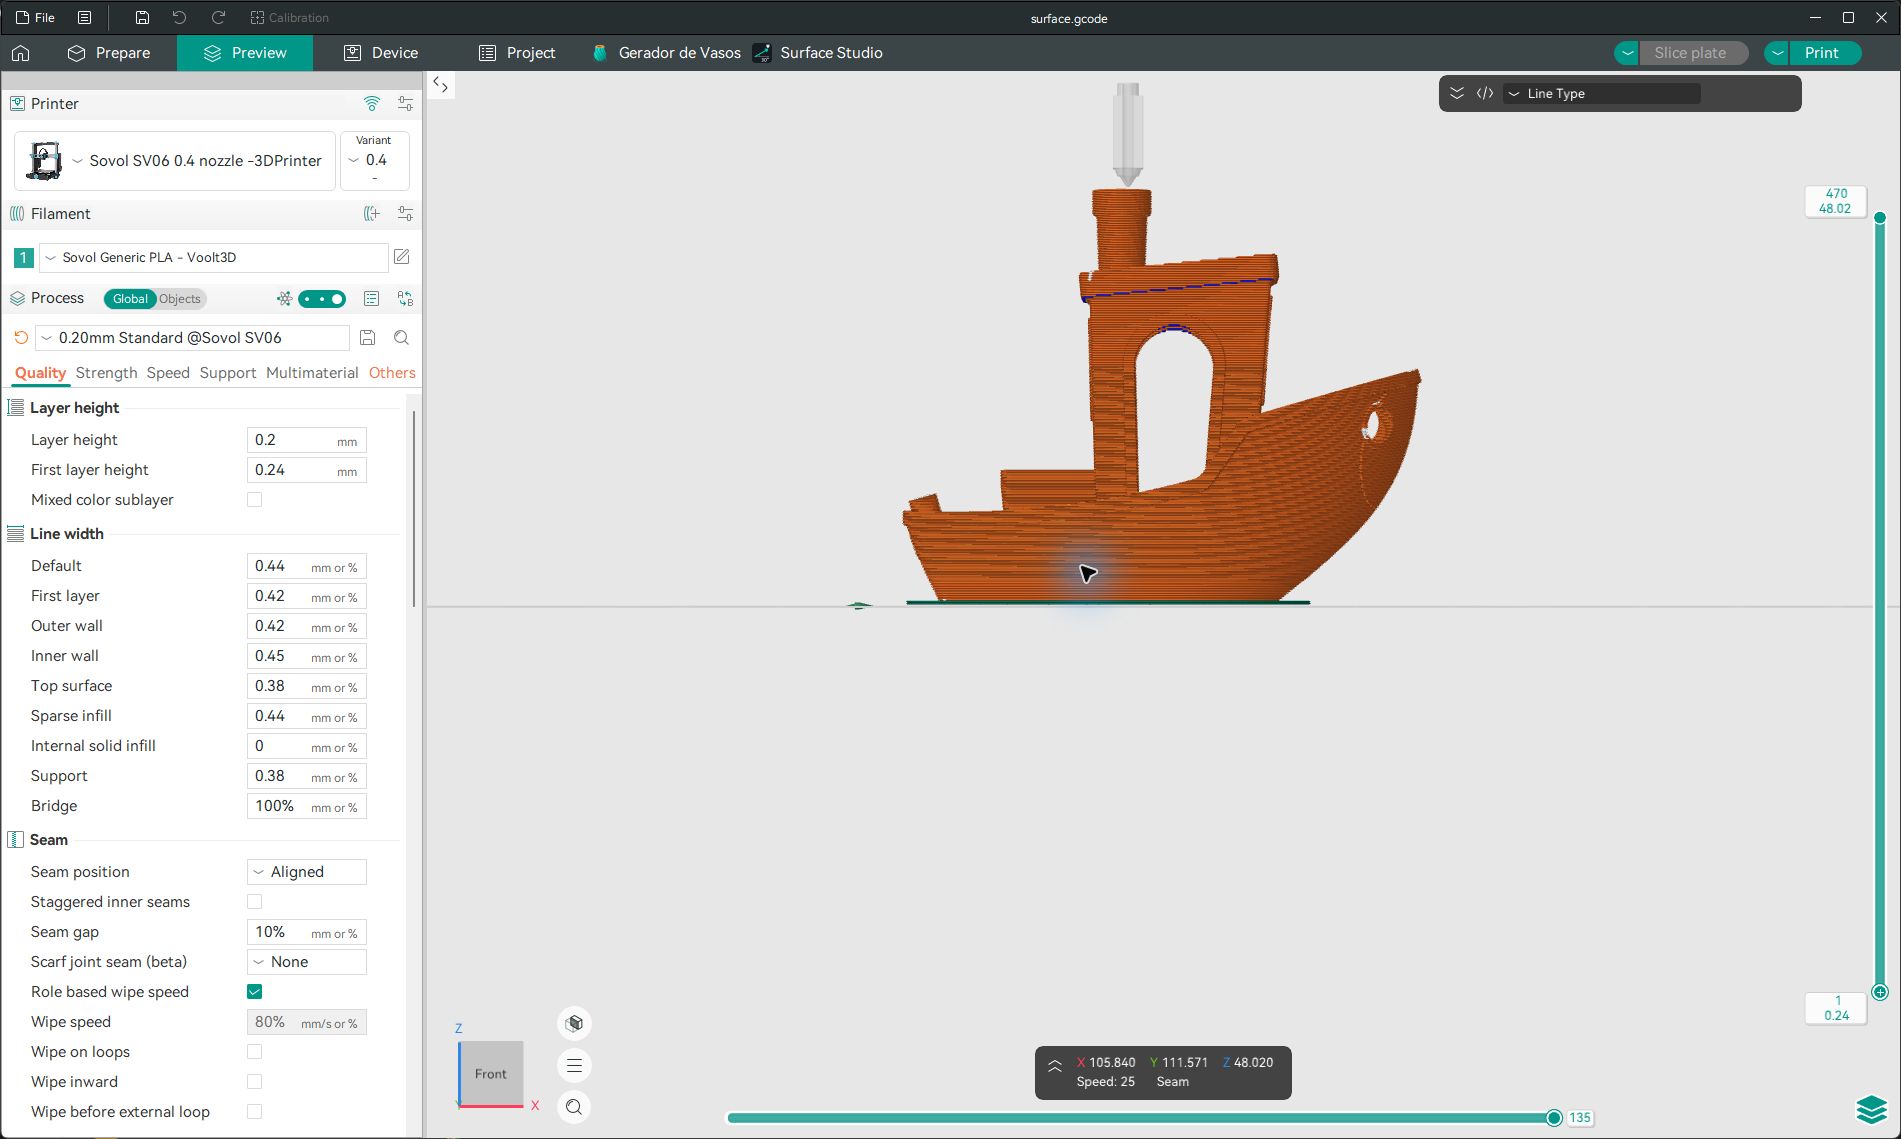 File
Calibration
surface.gcode
Prepare
Preview
Device
Project
Gerador de Vasos
Surface Studio
Slice plate
Print
Printer
Sovol SV06 0.4 nozzle -3DPrinter
Variant
0.4
-
Filament
1
Sovol Generic PLA - Voolt3D
Process
Global
Objects
0.20mm Standard @Sovol SV06
Quality Strength Speed Support Multimaterial Others
Layer height
Layer height 0.2 mm
First layer height 0.24 mm
Mixed color sublayer
Line width
Default 0.44 mm or %
First layer 0.42 mm or %
Outer wall 0.42 mm or %
Inner wall 0.45 mm or %
Top surface 0.38 mm or %
Sparse infill 0.44 mm or %
Internal solid infill 0 mm or %
Support 0.38 mm or %
Bridge 100% mm or %
Seam
Seam position Aligned
Staggered inner seams
Seam gap 10% mm or %
Scarf joint seam (beta) None
Role based wipe speed
Wipe speed 80% mm/s or %
Wipe on loops
Wipe inward
Wipe before external loop
Line Type
470
48.02
1
0.24
Z
Front
Y
X
X 105.840 Y 111.571 Z 48.020
Speed: 25 Seam
135